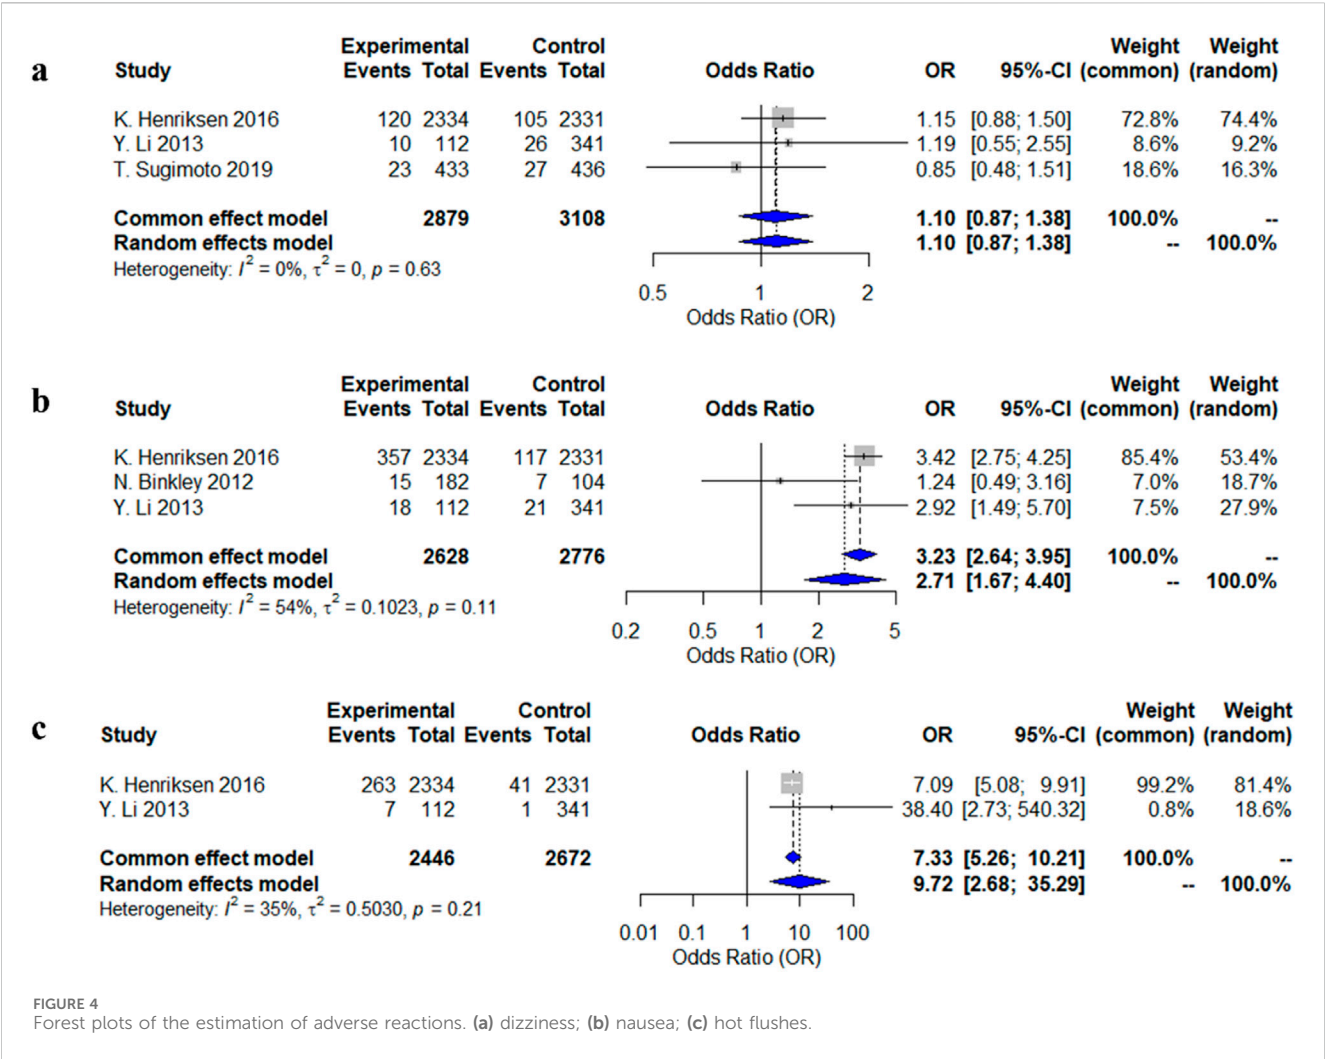 a
Experimental Control Weight Weight
Study Events Total Events Total Odds Ratio OR 95%-CI (common) (random)
K. Henriksen 2016 120 2334 105 2331 1.15 [0.88; 1.50] 72.8% 74.4%
Y. Li 2013 10 112 26 341 1.19 [0.55; 2.55] 8.6% 9.2%
T. Sugimoto 2019 23 433 27 436 0.85 [0.48; 1.51] 18.6% 16.3%
Common effect model 2879 3108 1.10 [0.87; 1.38] 100.0% --
Random effects model 1.10 [0.87; 1.38] -- 100.0%
Heterogeneity: I² = 0%, τ² = 0, p = 0.63
0.5 1 2
Odds Ratio (OR)
b
Experimental Control Weight Weight
Study Events Total Events Total Odds Ratio OR 95%-CI (common) (random)
K. Henriksen 2016 357 2334 117 2331 3.42 [2.75; 4.25] 85.4% 53.4%
N. Binkley 2012 15 182 7 104 1.24 [0.49; 3.16] 7.0% 18.7%
Y. Li 2013 18 112 21 341 2.92 [1.49; 5.70] 7.5% 27.9%
Common effect model 2628 2776 3.23 [2.64; 3.95] 100.0% --
Random effects model 2.71 [1.67; 4.40] -- 100.0%
Heterogeneity: I² = 54%, τ² = 0.1023, p = 0.11
0.2 0.5 1 2 5
Odds Ratio (OR)
c
Experimental Control Weight Weight
Study Events Total Events Total Odds Ratio OR 95%-CI (common) (random)
K. Henriksen 2016 263 2334 41 2331 7.09 [5.08; 9.91] 99.2% 81.4%
Y. Li 2013 7 112 1 341 38.40 [2.73; 540.32] 0.8% 18.6%
Common effect model 2446 2672 7.33 [5.26; 10.21] 100.0% --
Random effects model 9.72 [2.68; 35.29] -- 100.0%
Heterogeneity: I² = 35%, τ² = 0.5030, p = 0.21
0.01 0.1 1 10 100
Odds Ratio (OR)
FIGURE 4
Forest plots of the estimation of adverse reactions. (a) dizziness; (b) nausea; (c) hot flushes.